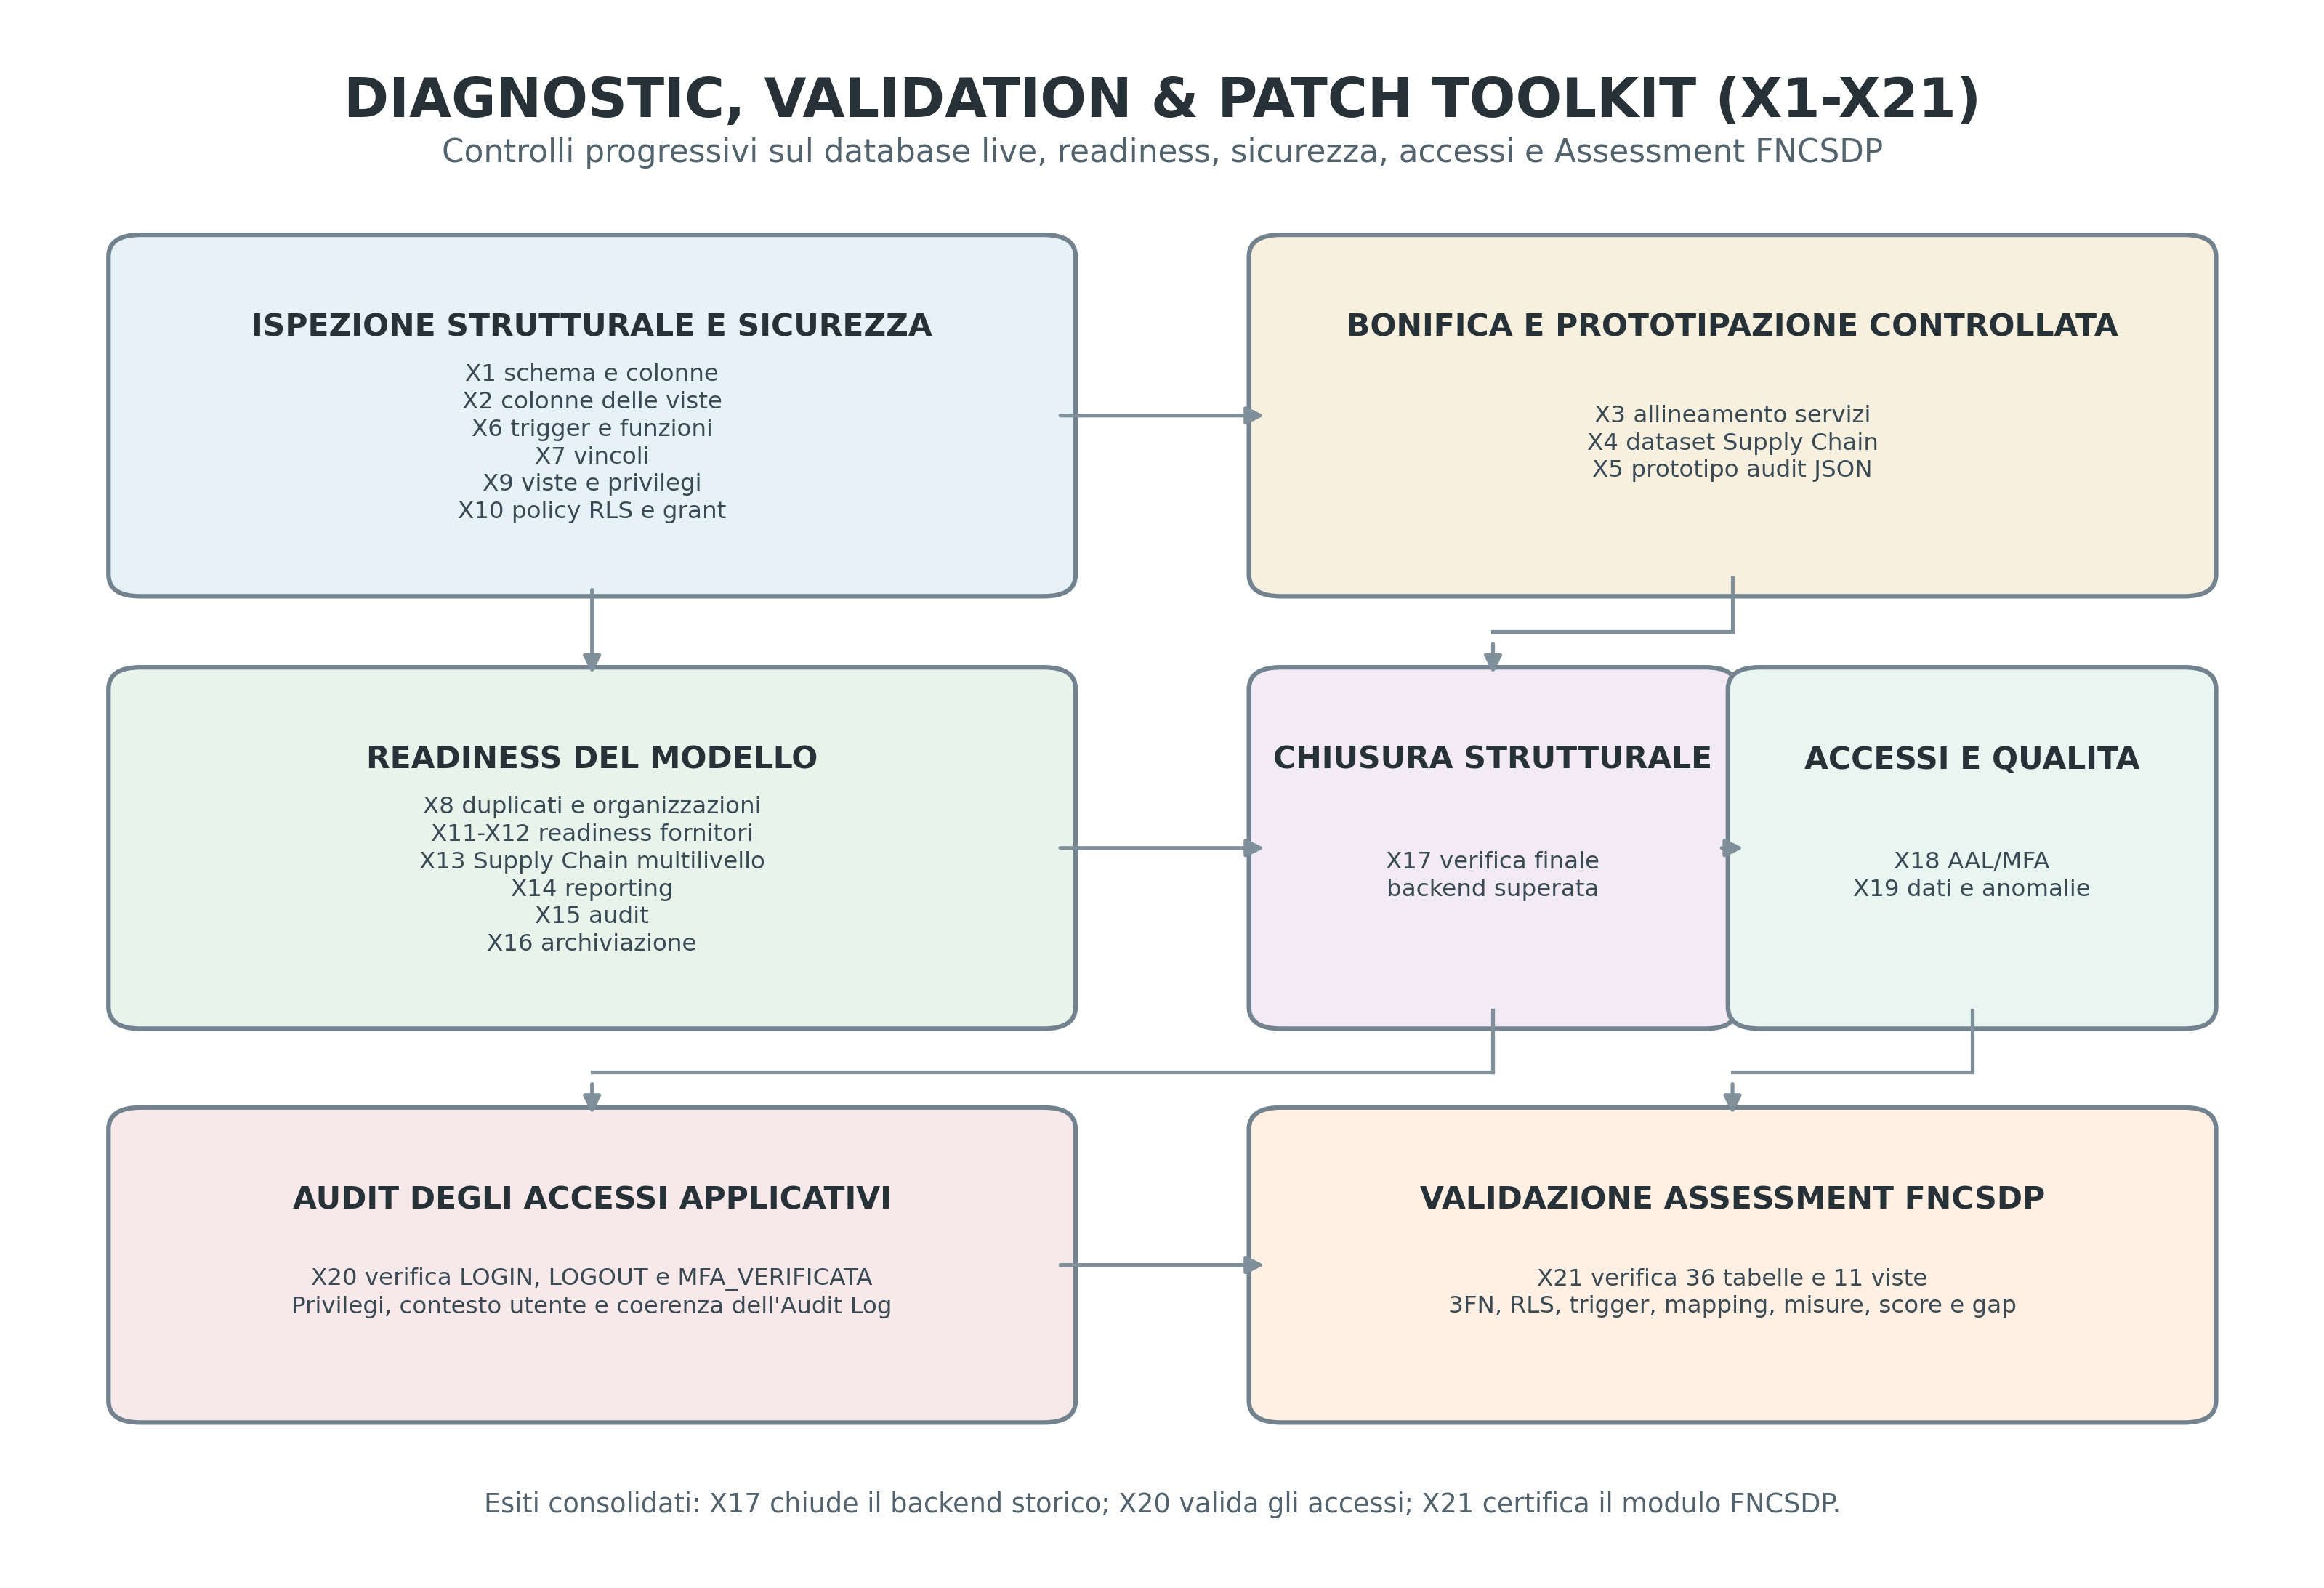 DIAGNOSTIC, VALIDATION & PATCH TOOLKIT (X1-X21)
Controlli progressivi sul database live, readiness, sicurezza, accessi e Assessment FNCSDP
ISPEZIONE STRUTTURALE E SICUREZZA
X1 schema e colonne
X2 colonne delle viste
X6 trigger e funzioni
X7 vincoli
X9 viste e privilegi
X10 policy RLS e grant
BONIFICA E PROTOTIPAZIONE CONTROLLATA
X3 allineamento servizi
X4 dataset Supply Chain
X5 prototipo audit JSON
READINESS DEL MODELLO
X8 duplicati e organizzazioni
X11-X12 readiness fornitori
X13 Supply Chain multilivello
X14 reporting
X15 audit
X16 archiviazione
CHIUSURA STRUTTURALE
X17 verifica finale
backend superata
ACCESSI E QUALITA
X18 AAL/MFA
X19 dati e anomalie
AUDIT DEGLI ACCESSI APPLICATIVI
X20 verifica LOGIN, LOGOUT e MFA_VERIFICATA
Privilegi, contesto utente e coerenza dell'Audit Log
VALIDAZIONE ASSESSMENT FNCSDP
X21 verifica 36 tabelle e 11 viste
3FN, RLS, trigger, mapping, misure, score e gap
Esiti consolidati: X17 chiude il backend storico; X20 valida gli accessi; X21 certifica il modulo FNCSDP.